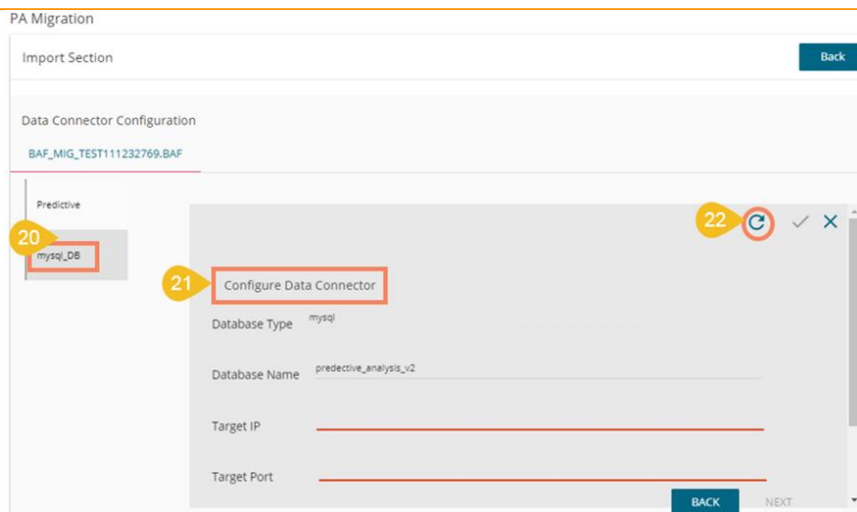 PA Migration
Import Section
Back
Data Connector Configuration
BAF_MIG_TEST111232769.BAF
Predictive
22
20
mysql_DB
21
Configure Data Connector
Database Type mysql
Database Name predective_analysis_v2
Target IP
Target Port
BACK NEXT